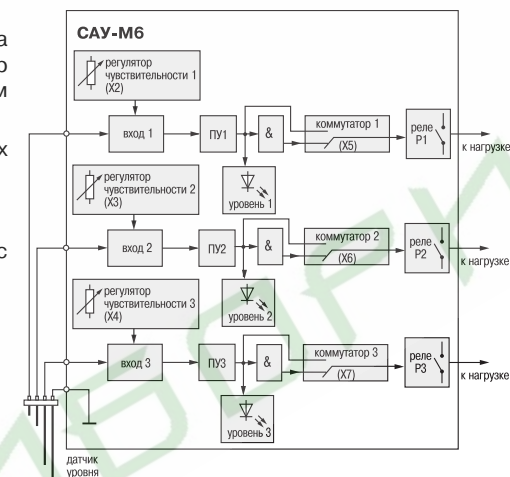 а
р
м
х
с
САУ-М6
регулятор
чувствительности 1
(X2)
вход 1
ПУ1
&
коммутатор 1
(X5)
реле
P1
к нагрузке
уровень 1
регулятор
чувствительности 2
(X3)
вход 2
ПУ2
&
коммутатор 2
(X6)
реле
P2
к нагрузке
уровень 2
регулятор
чувствительности 3
(X4)
вход 3
ПУ3
&
коммутатор 3
(X7)
реле
P3
к нагрузке
уровень 3
датчик
уровня